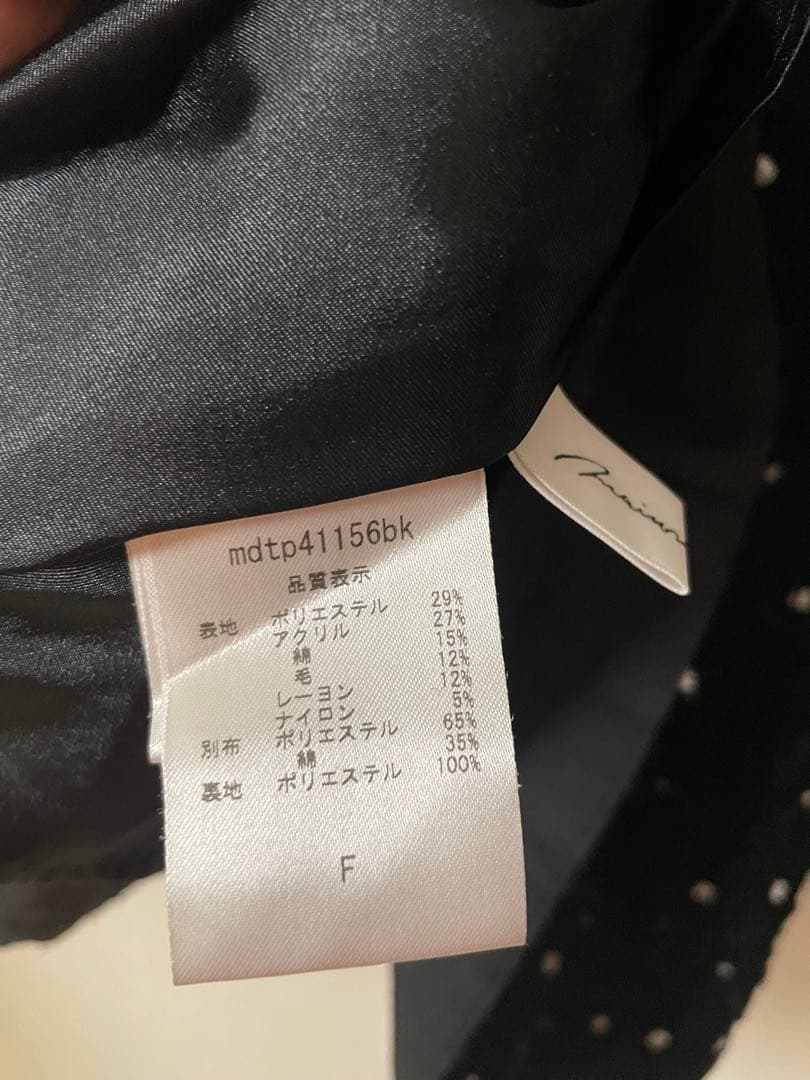 mdtp41156bk
品質表示
表地 ポリエステル 29%
アクリル 27%
綿 15%
毛 12%
レーヨン 12%
ナイロン 5%
別布 ポリエステル 65%
綿 35%
裏地 ポリエステル 100%
F